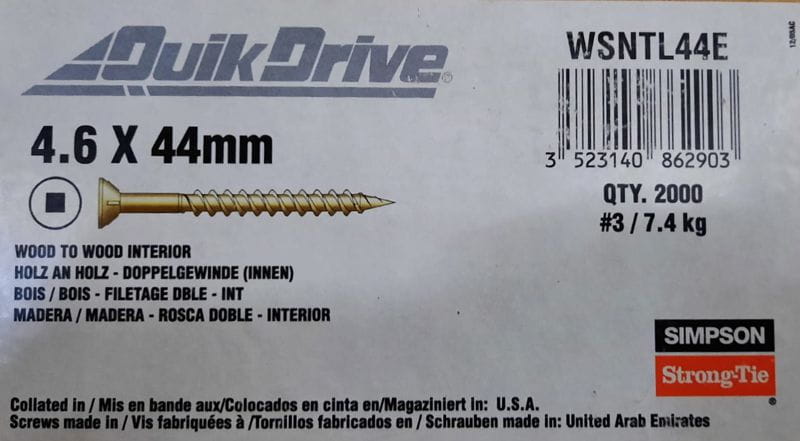 QuikDrive®
WSNTL44E
12/05AC
4.6 X 44mm
3 523140 862903
QTY. 2000
#3 / 7.4 kg
WOOD TO WOOD INTERIOR
HOLZ AN HOLZ - DOPPELGEWINDE (INNEN)
BOIS / BOIS - FILETAGE DBLE - INT
MADERA / MADERA - ROSCA DOBLE - INTERIOR
SIMPSON
Strong-Tie
®
Collated in / Mis en bande aux/Colocados en cinta en/Magaziniert in: U.S.A.
Screws made in / Vis fabriquées à /Tornillos fabricados en / Schrauben made in: United Arab Emirates